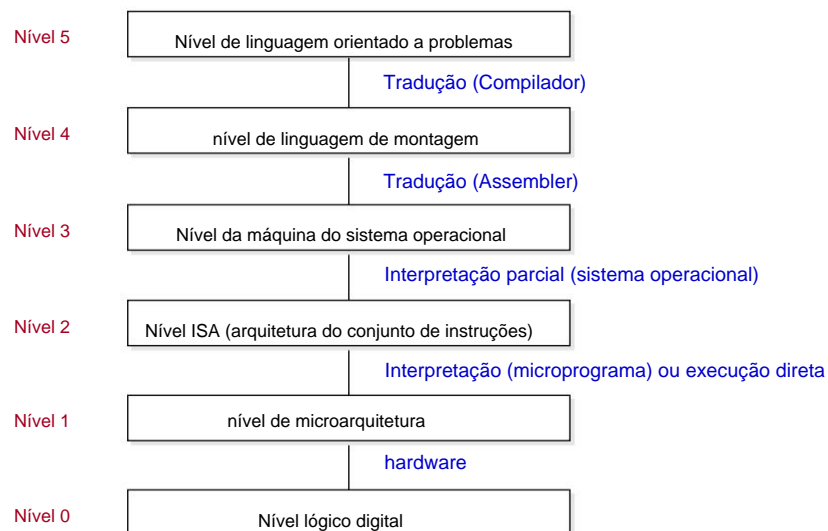 Nível 5
Nível de linguagem orientado a problemas
Tradução (Compilador)
Nível 4
nível de linguagem de montagem
Tradução (Assembler)
Nível 3
Nível da máquina do sistema operacional
Interpretação parcial (sistema operacional)
Nível 2
Nível ISA (arquitetura do conjunto de instruções)
Interpretação (microprograma) ou execução direta
Nível 1
nível de microarquitetura
hardware
Nível 0
Nível lógico digital